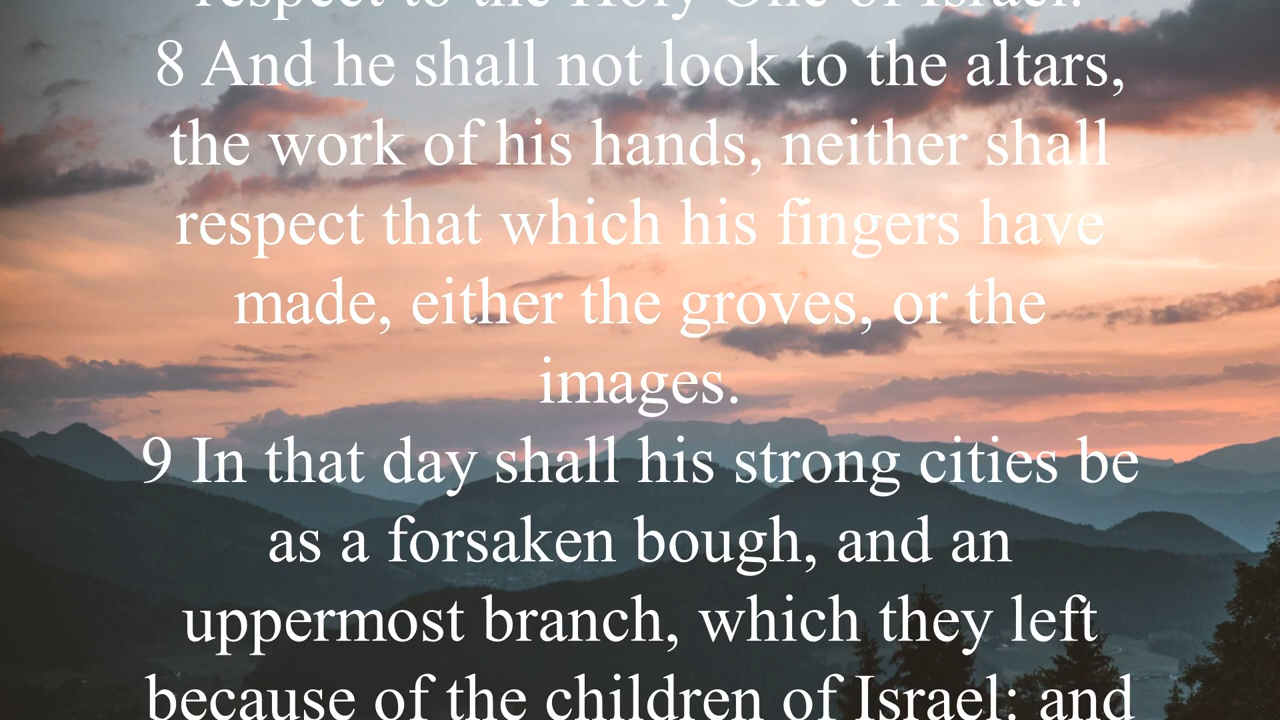 respect to the Holy One of Israel.
8 And he shall not look to the altars,
the work of his hands, neither shall
respect that which his fingers have
made, either the groves, or the
images.
9 In that day shall his strong cities be
as a forsaken bough, and an
uppermost branch, which they left
because of the children of Israel: and